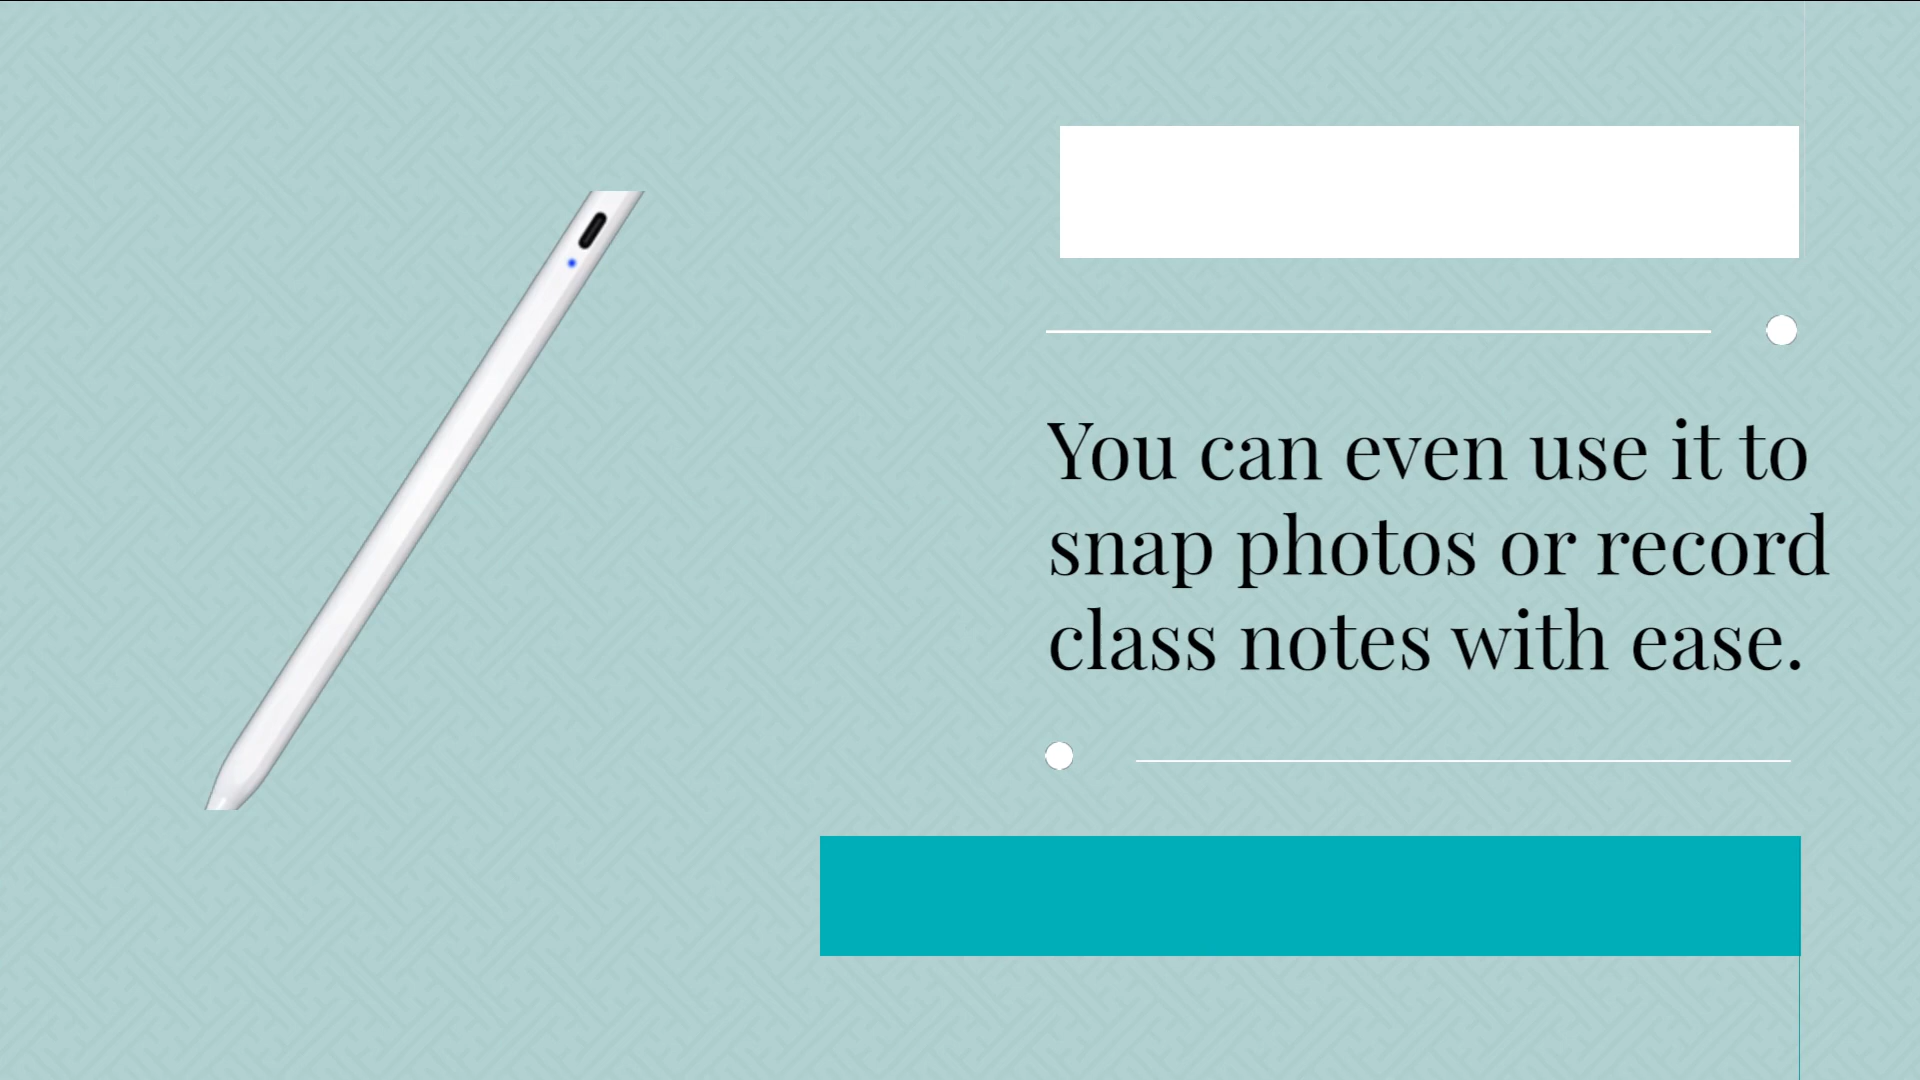 You can even use it to
snap photos or record
class notes with ease.